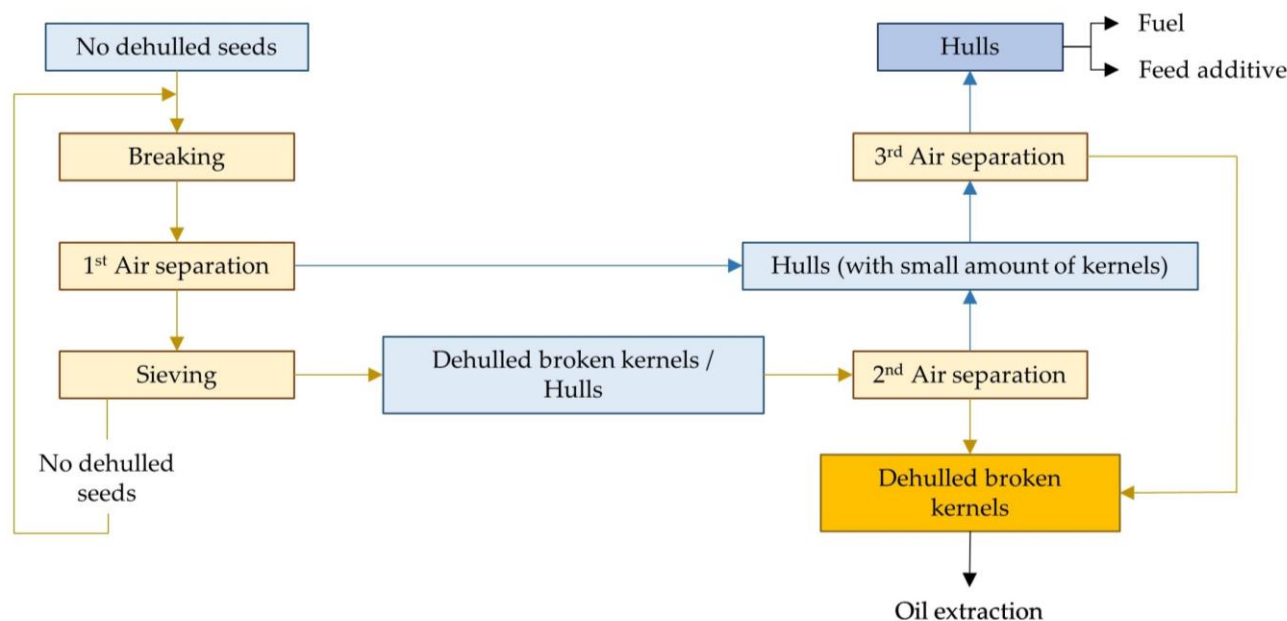 No dehulled seeds
Hulls
Fuel
Feed additive
Breaking
3rd Air separation
1st Air separation
Hulls (with small amount of kernels)
Sieving
Dehulled broken kernels /
Hulls
2nd Air separation
No dehulled
seeds
Dehulled broken
kernels
Oil extraction